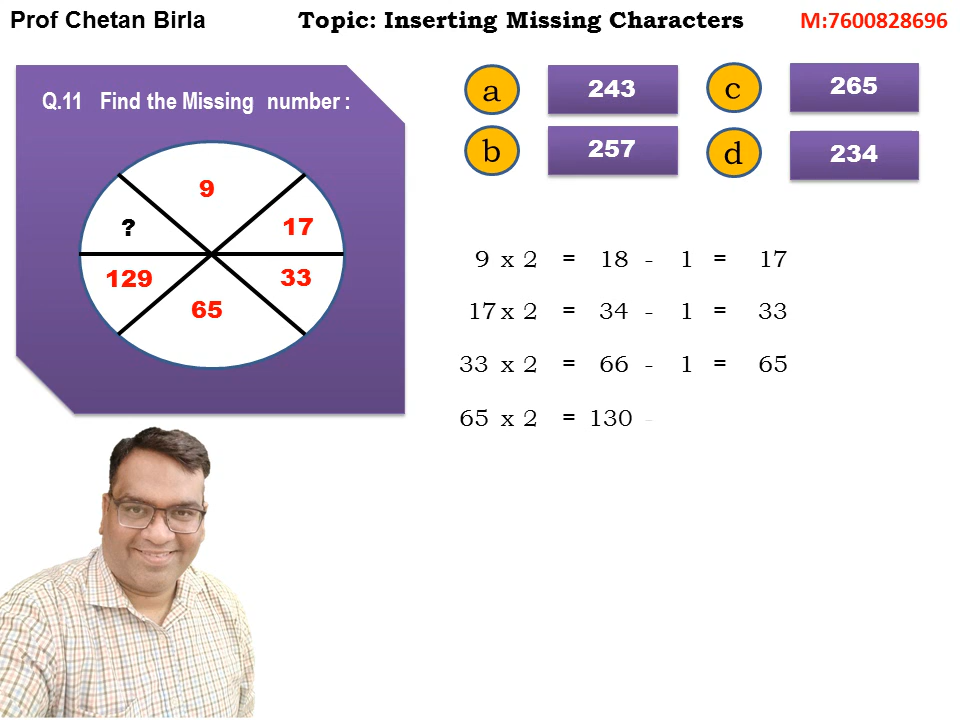 Prof Chetan Birla Topic: Inserting Missing Characters M:7600828696
Q.11 Find the Missing number :
9
?
17
129
33
65
a 243
b 257
c 265
d 234
9 x 2 = 18 - 1 = 17
17 x 2 = 34 - 1 = 33
33 x 2 = 66 - 1 = 65
65 x 2 = 130 -